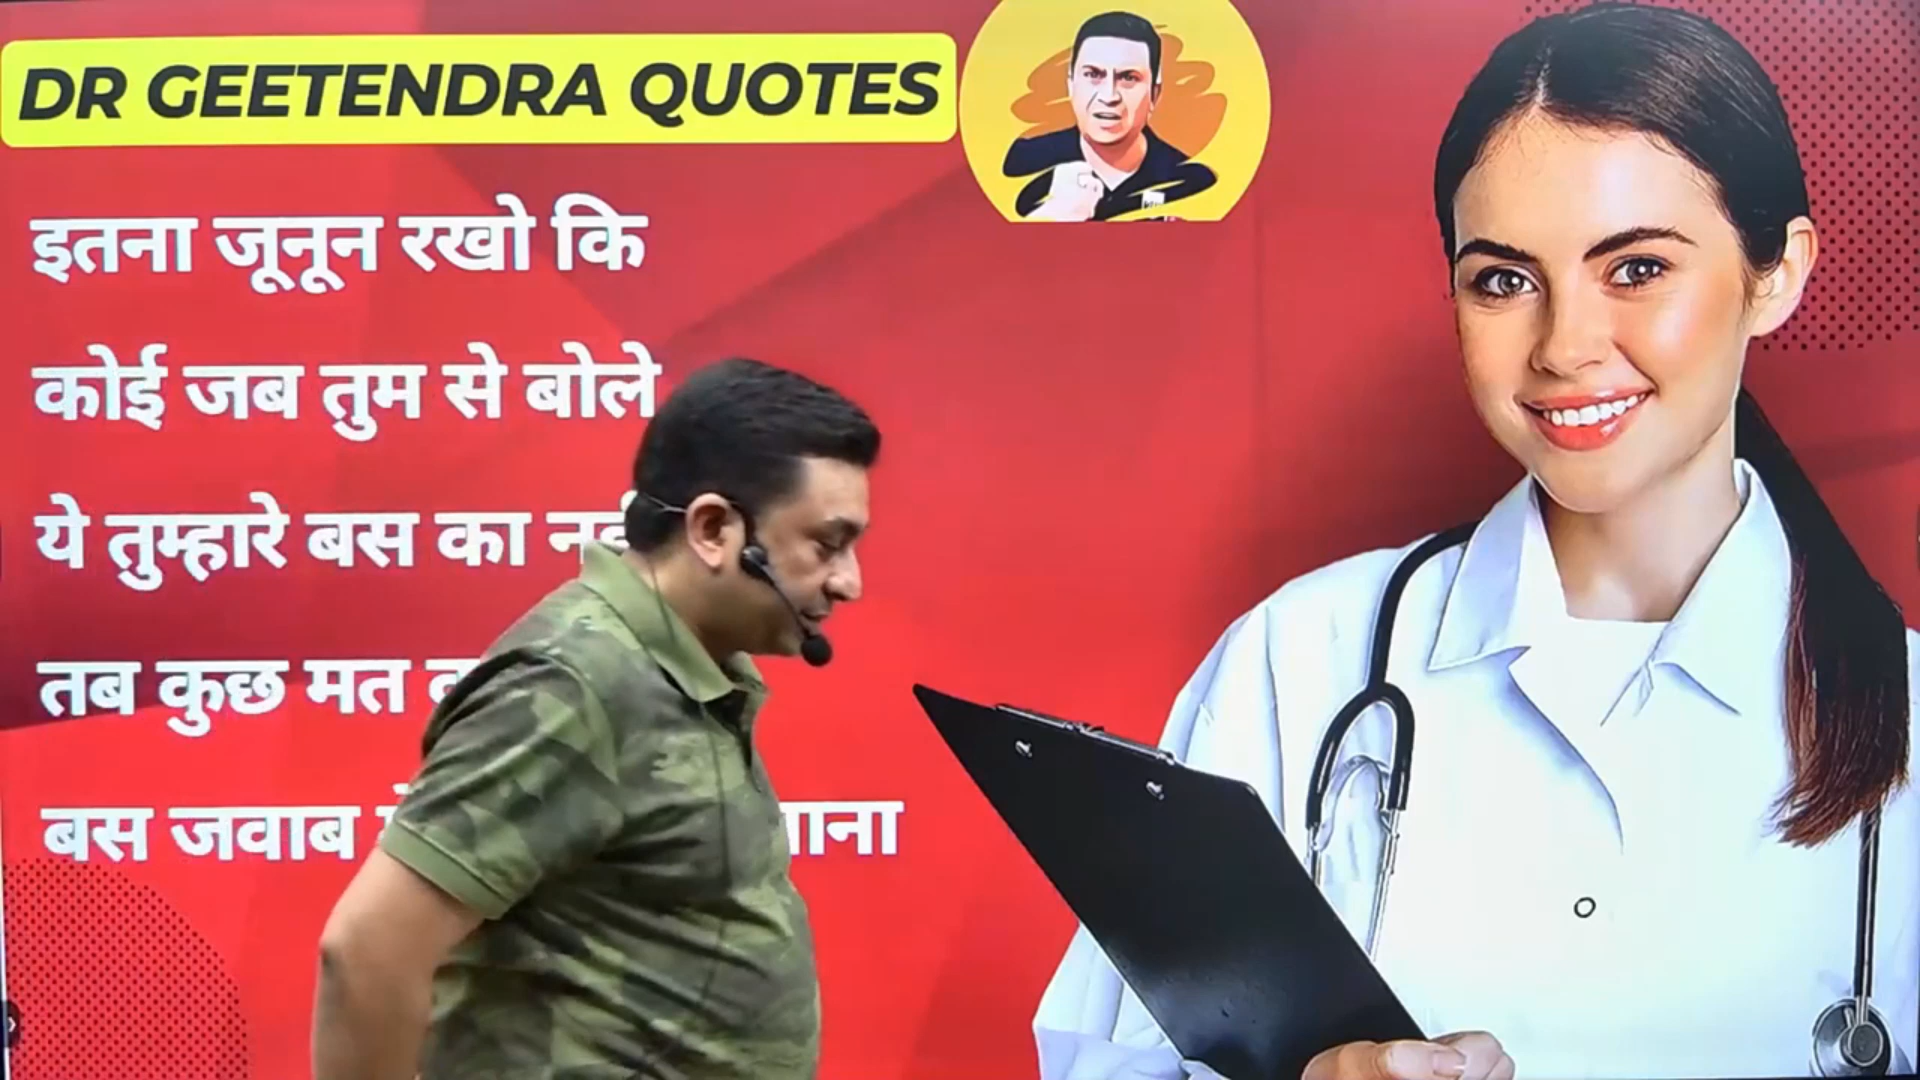 DR GEETENDRA QUOTES
इतना जूनून रखो कि
कोई जब तुम से बोले
ये तुम्हारे बस का
तब कुछ मत
बस जवाब